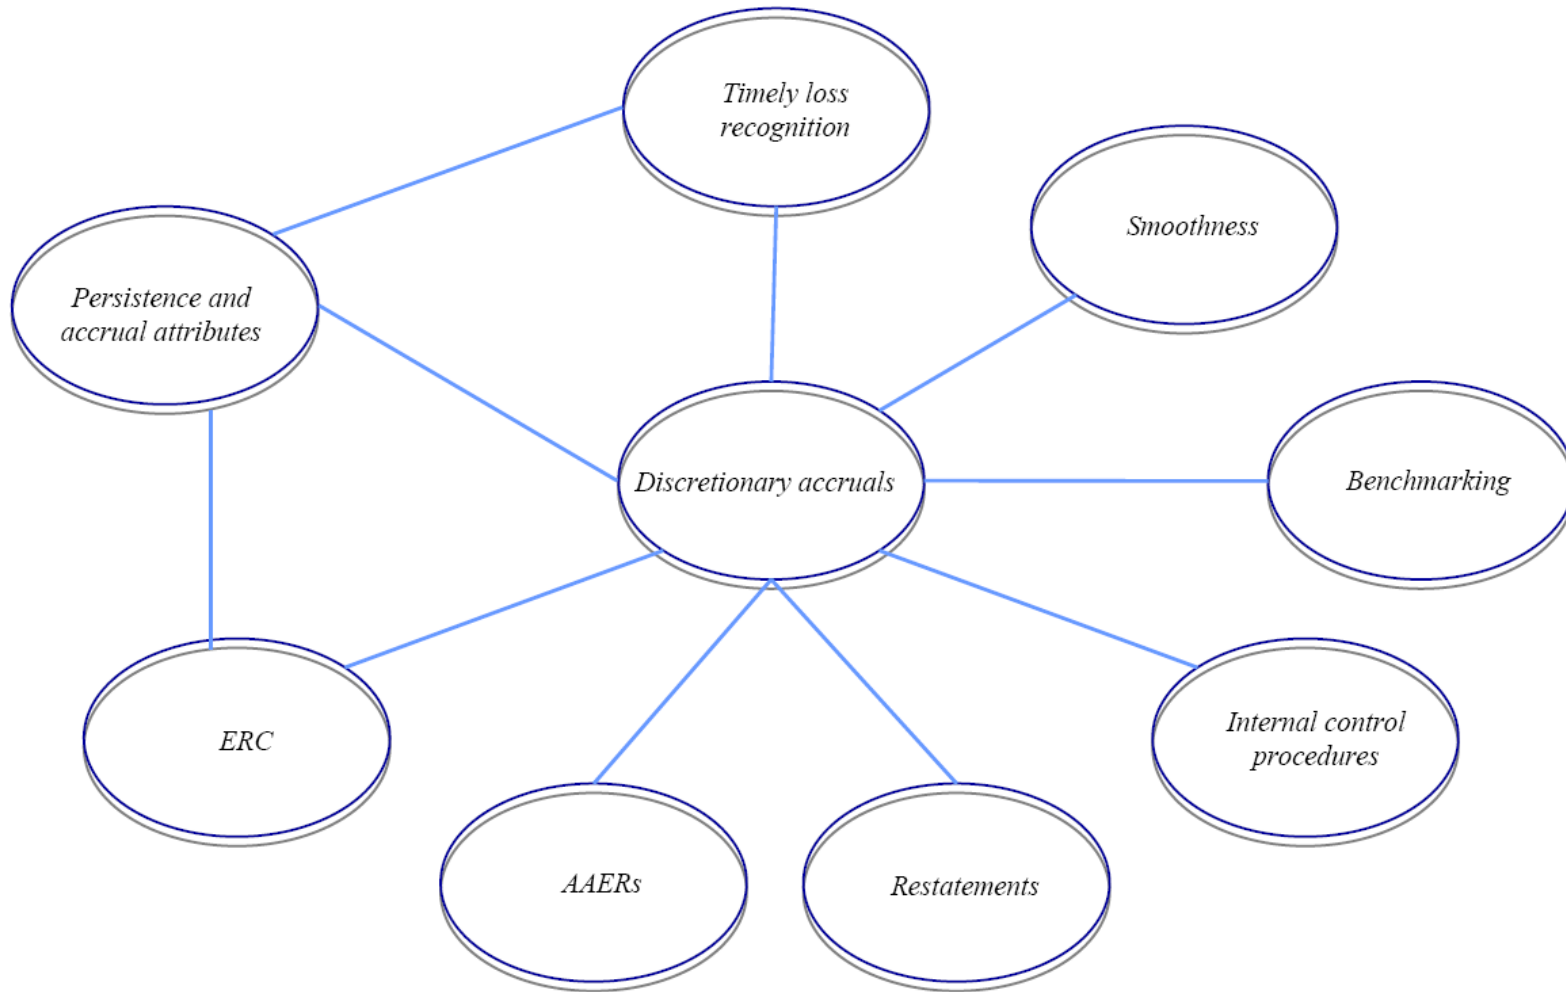 Timely loss
recognition
Smoothness
Persistence and
accrual attributes
Discretionary accruals
Benchmarking
ERC
Internal control
procedures
AAERs
Restatements